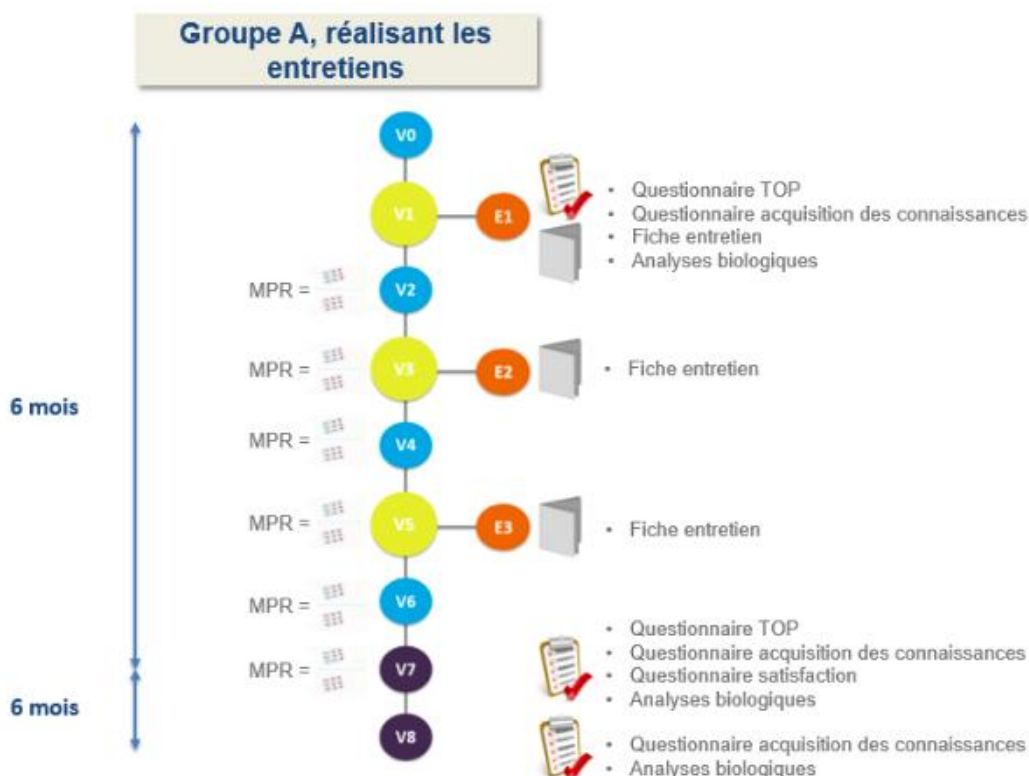 Groupe A, réalisant les
entretiens
V0
V1
E1
• Questionnaire TOP
• Questionnaire acquisition des connaissances
• Fiche entretien
• Analyses biologiques
MPR =
V2
MPR =
V3
E2
• Fiche entretien
6 mois
MPR =
V4
MPR =
V5
E3
• Fiche entretien
MPR =
V6
• Questionnaire TOP
• Questionnaire acquisition des connaissances
• Questionnaire satisfaction
• Analyses biologiques
MPR =
V7
6 mois
V8
• Questionnaire acquisition des connaissances
• Analyses biologiques